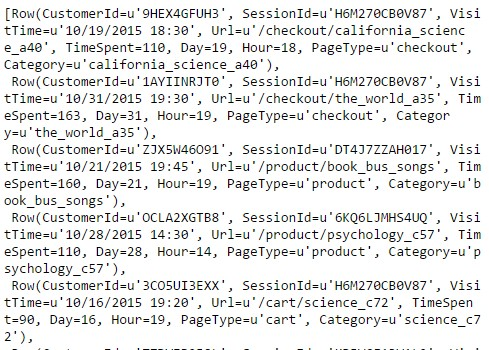 [Row(CustomerId=u'9HEX4GFUH3', SessionId=u'H6M270CB0V87', Visi
tTime=u'10/19/2015 18:30', Url=u'/checkout/california_scienc
e_a40', TimeSpent=110, Day=19, Hour=18, PageType=u'checkout',
Category=u'california_science_a40'),
 Row(CustomerId=u'1AYIINRJT0', SessionId=u'H6M270CB0V87', Visi
tTime=u'10/31/2015 19:30', Url=u'/checkout/the_world_a35', Tim
eSpent=163, Day=31, Hour=19, PageType=u'checkout', Categor
y=u'the_world_a35'),
 Row(CustomerId=u'ZJX5W46O91', SessionId=u'DT4J7ZZAH017', Visi
tTime=u'10/21/2015 19:45', Url=u'/product/book_bus_songs', Tim
eSpent=160, Day=21, Hour=19, PageType=u'product', Category=u'b
ook_bus_songs'),
 Row(CustomerId=u'OCLA2XGTB8', SessionId=u'6KQ6LJMHS4UQ', Visi
tTime=u'10/28/2015 14:30', Url=u'/product/psychology_c57', Tim
eSpent=110, Day=28, Hour=14, PageType=u'product', Category=u'p
sychology_c57'),
 Row(CustomerId=u'3CO5UI3EXX', SessionId=u'H6M270CB0V87', Visi
tTime=u'10/16/2015 19:20', Url=u'/cart/science_c72', TimeSpen
t=90, Day=16, Hour=19, PageType=u'cart', Category=u'science_c7
2'),